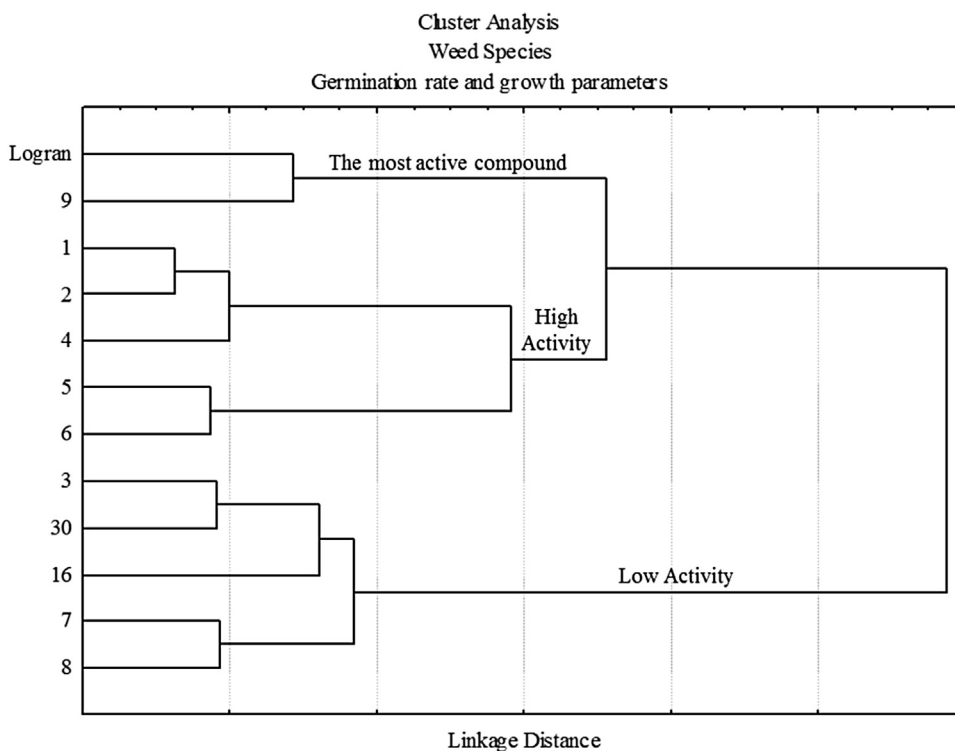 Cluster Analysis
Weed Species
Germination rate and growth parameters
Logran
The most active compound
9
1
2
High
Activity
4
5
6
3
30
16
Low Activity
7
8
Linkage Distance